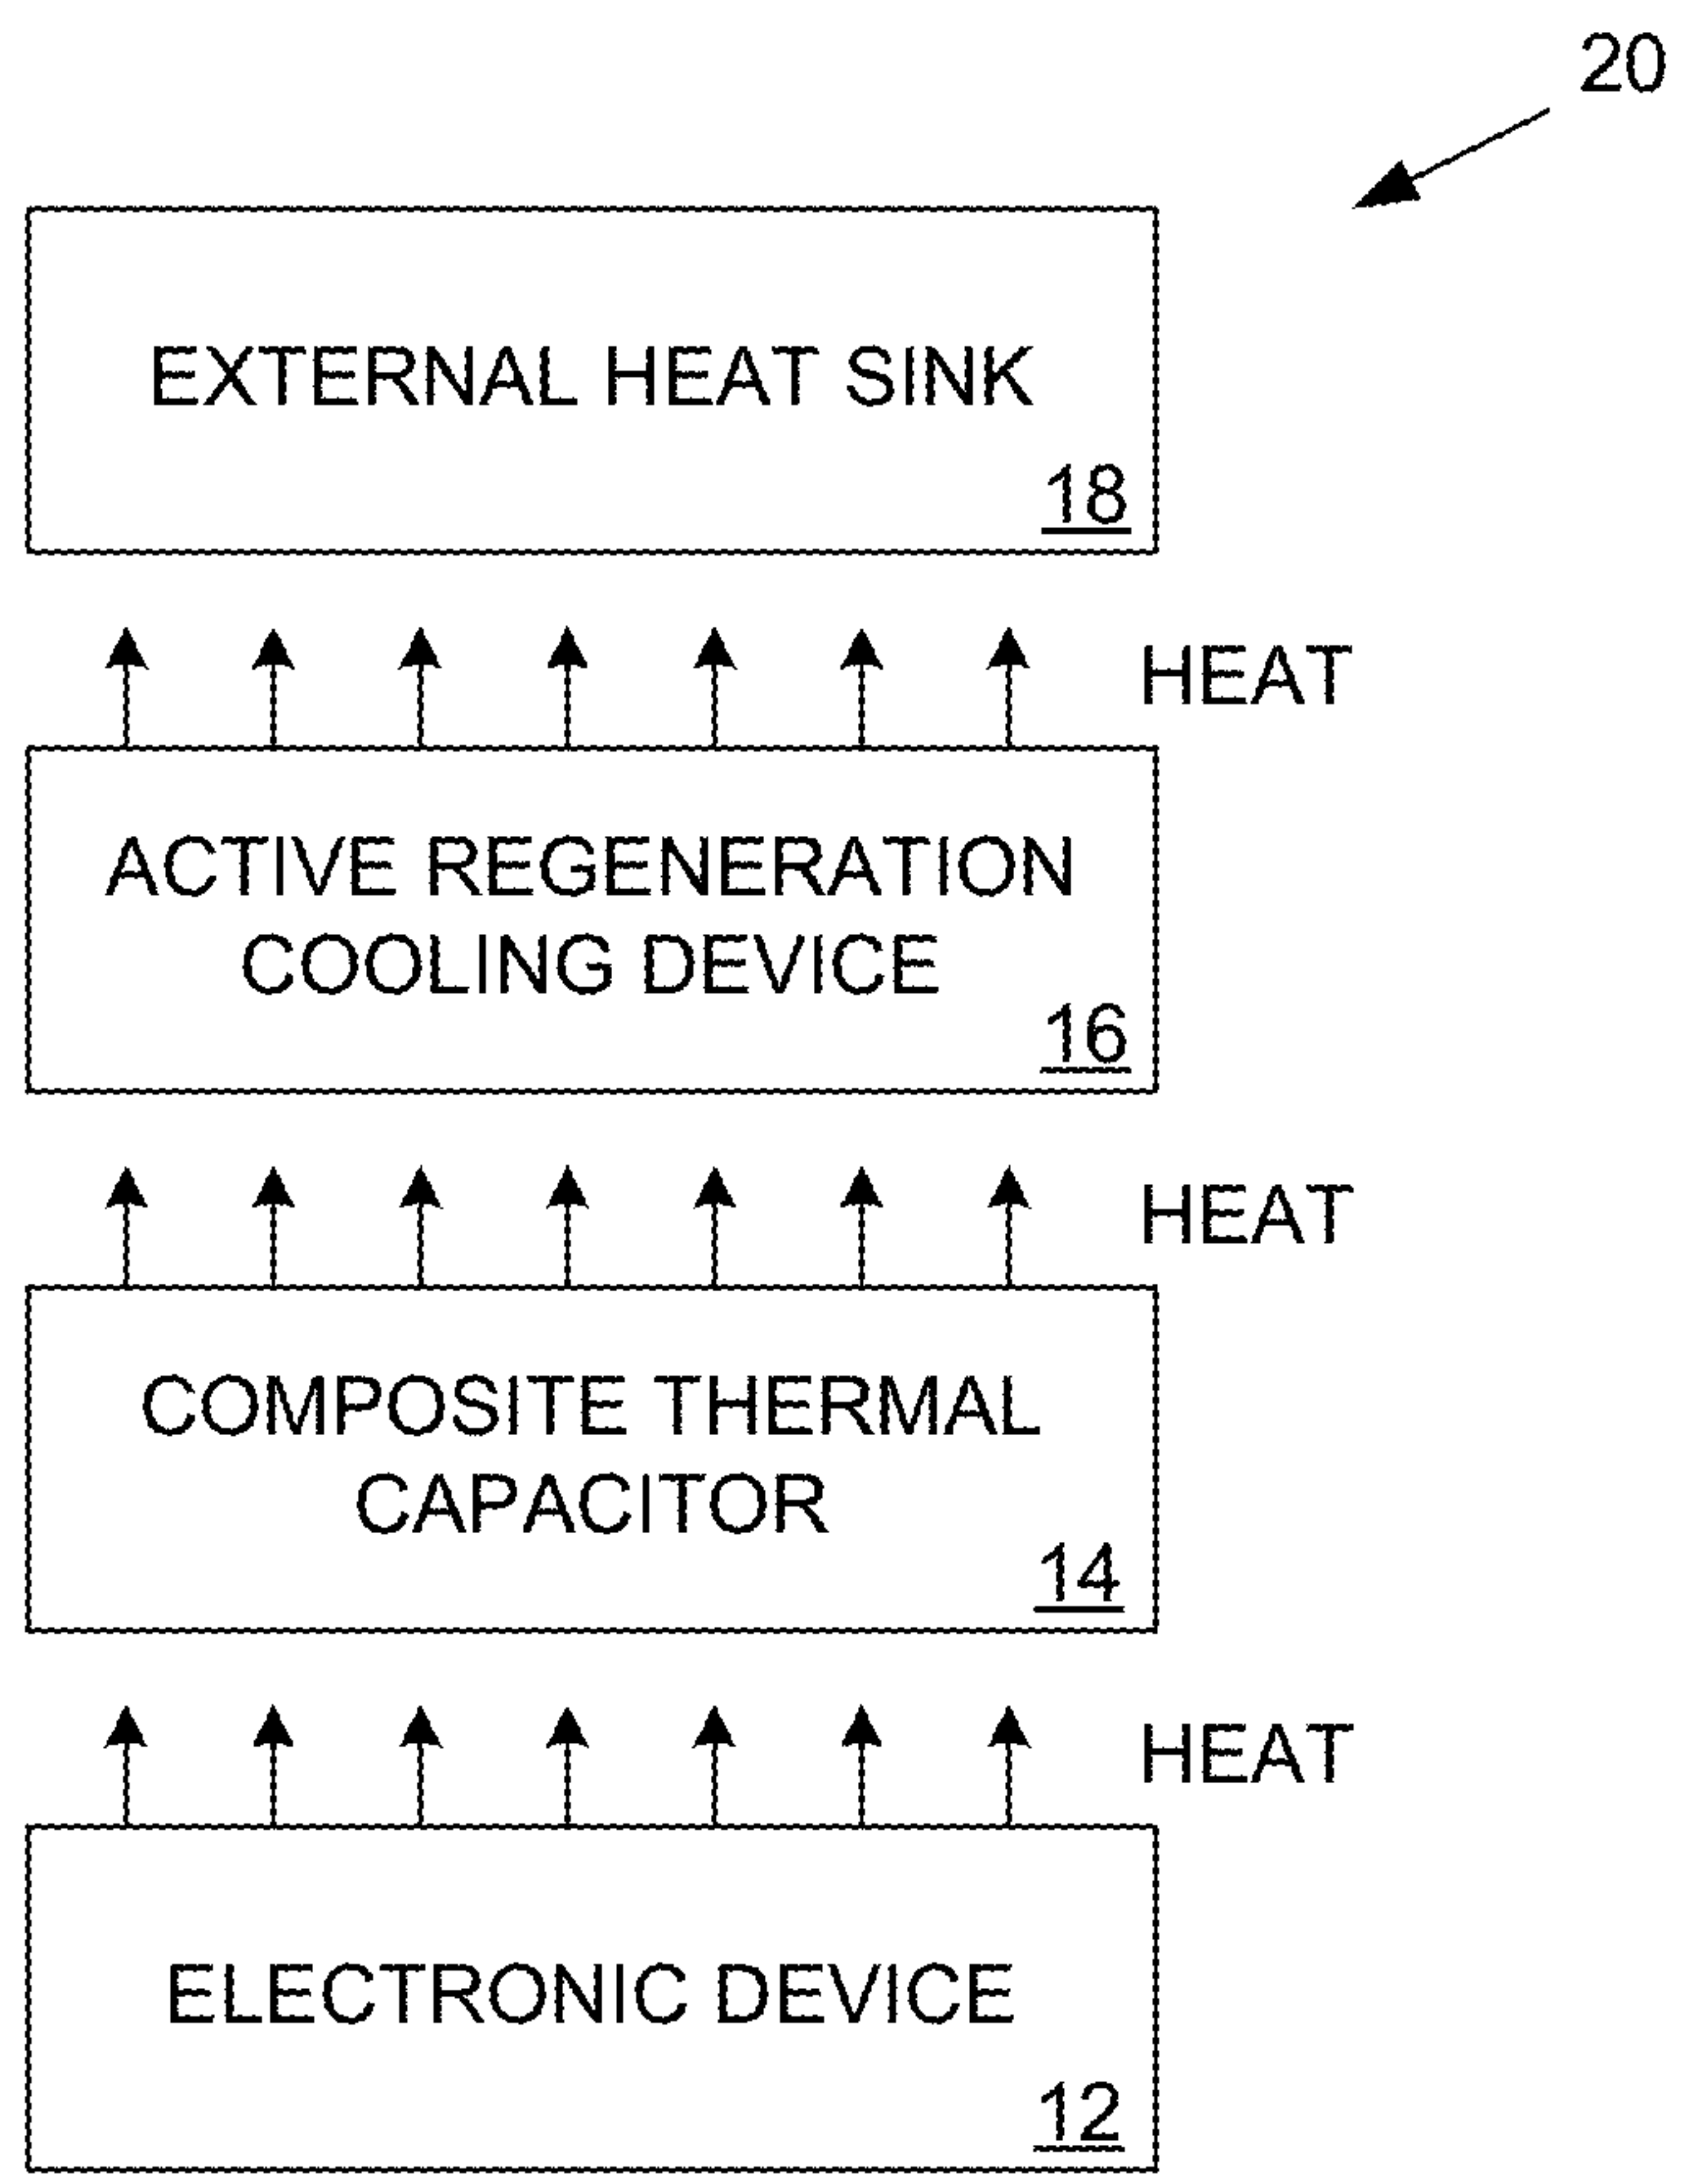 20
EXTERNAL HEAT SINK
18
HEAT
ACTIVE REGENERATION
COOLING DEVICE
16
HEAT
COMPOSITE THERMAL
CAPACITOR
14
HEAT
ELECTRONIC DEVICE
12